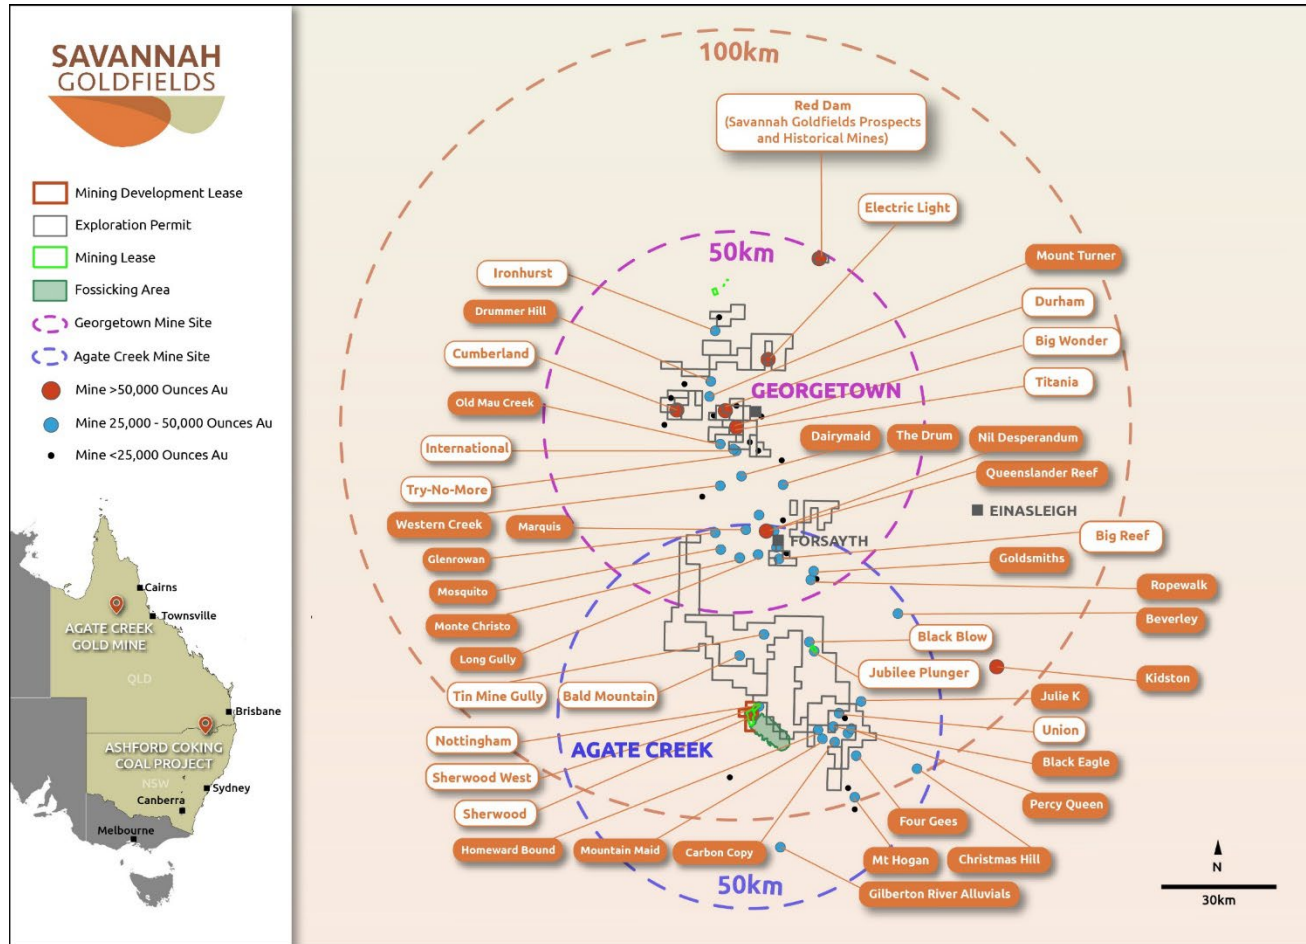 SAVANNAH
GOLDFIELDS
Mining Development Lease
Exploration Permit
Mining Lease
Fossicking Area
Georgetown Mine Site
Agate Creek Mine Site
Mine >50,000 Ounces Au
Mine 25,000 - 50,000 Ounces Au
Mine <25,000 Ounces Au
Cairns
Townsville
AGATE CREEK
GOLD MINE
QLD
Brisbane
ASHFORD COKING
COAL PROJECT
NSW
Sydney
Canberra
Melbourne
100km
Red Dam
(Savannah Goldfields Prospects
and Historical Mines)
Electric Light
50km
Mount Turner
Ironhurst
Durham
Drummer Hill
Big Wonder
Cumberland
Titania
GEORGETOWN
Old Mau Creek
Dairymaid
The Drum
Nil Desperandum
International
Queenslander Reef
Try-No-More
EINASLEIGH
Western Creek
Marquis
FORSAYTH
Big Reef
Glenrowan
Goldsmiths
Mosquito
Ropewalk
Monte Christo
Beverley
Long Gully
Black Blow
Jubilee Plunger
Kidston
Tin Mine Gully
Bald Mountain
Julie K
Nottingham
AGATE CREEK
Union
Sherwood West
Black Eagle
Sherwood
Percy Queen
Four Gees
Homeward Bound
Mountain Maid
Carbon Copy
Mt Hogan
Christmas Hill
50km
Gilberton River Alluvials
N
30km